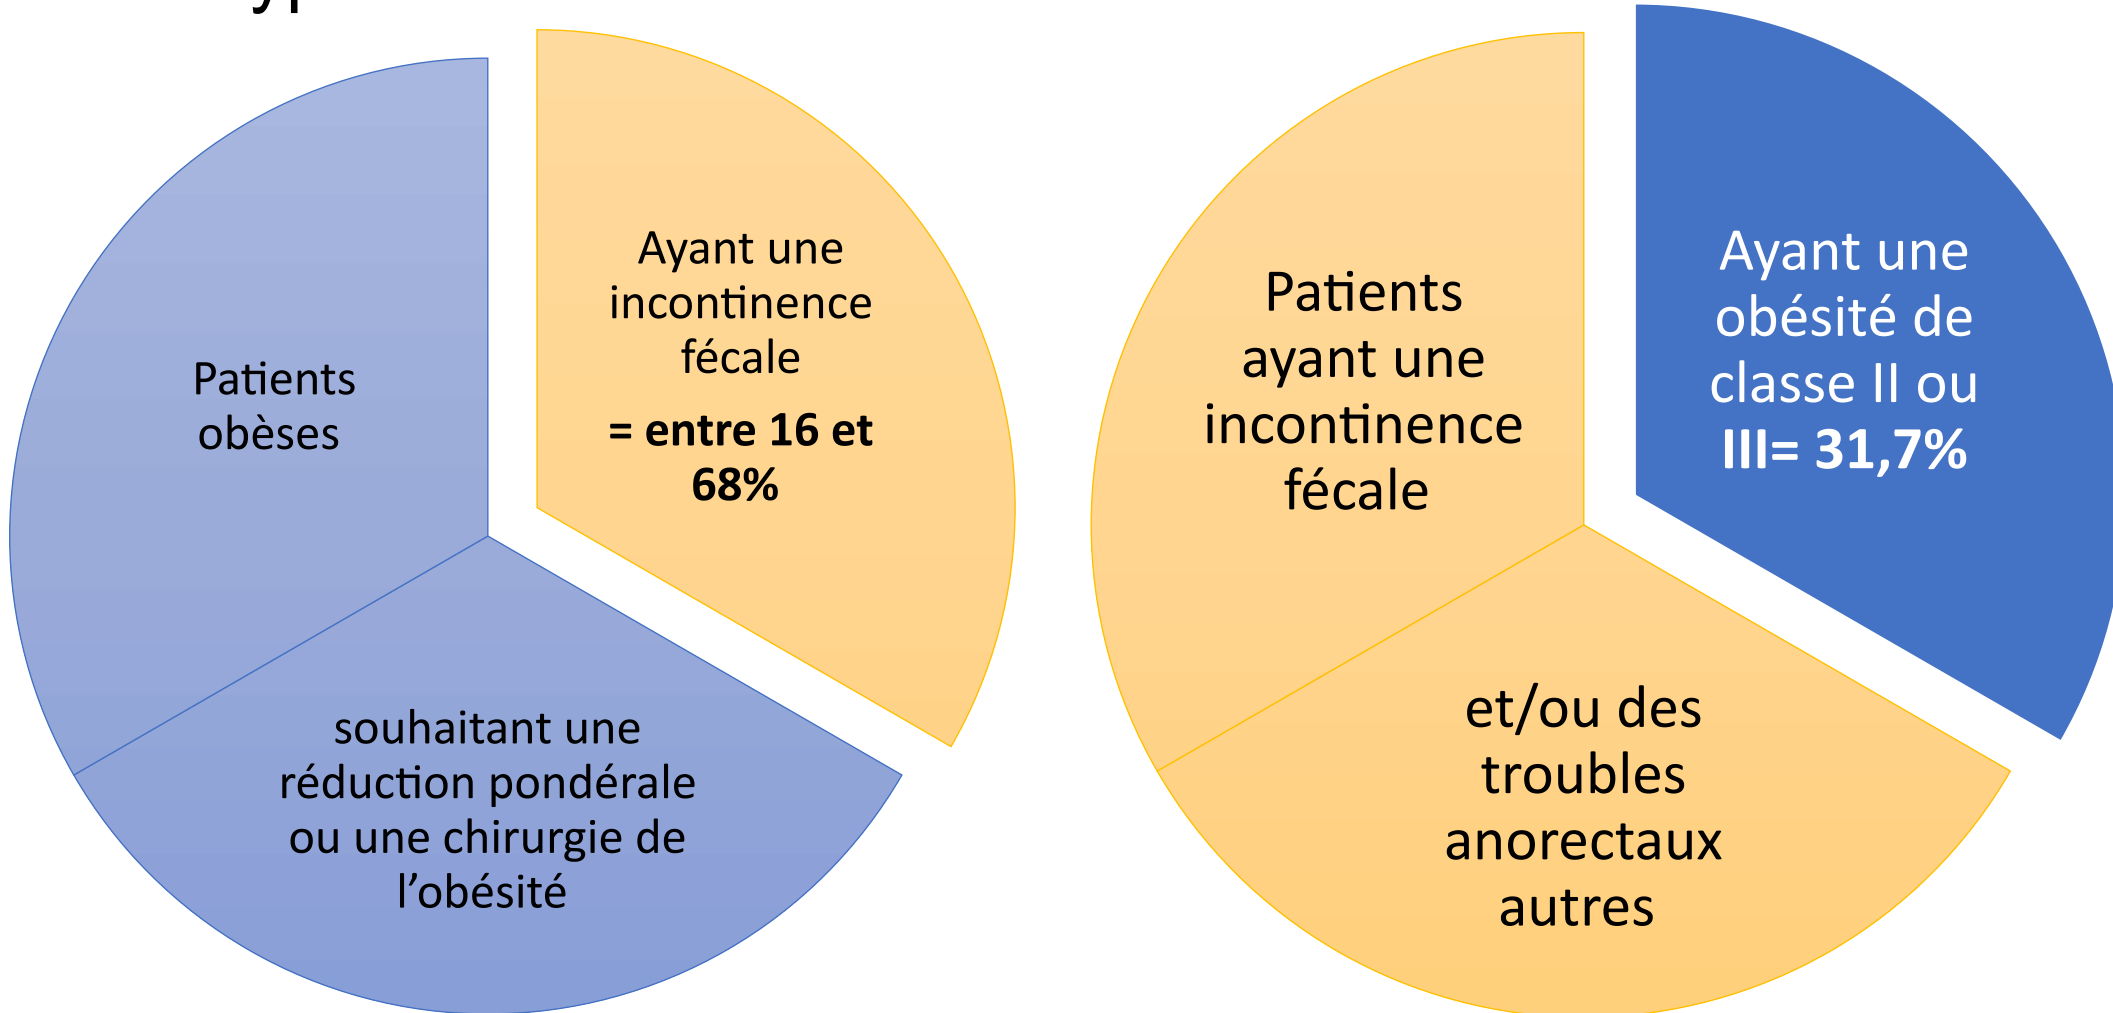 Patients
obèses
Ayant une
incontinence
fécale
= entre 16 et
68%
souhaitant une
réduction pondérale
ou une chirurgie de
l’obésité
Patients
ayant une
incontinence
fécale
Ayant une
obésité de
classe II ou
III= 31,7%
et/ou des
troubles
anorectaux
autres